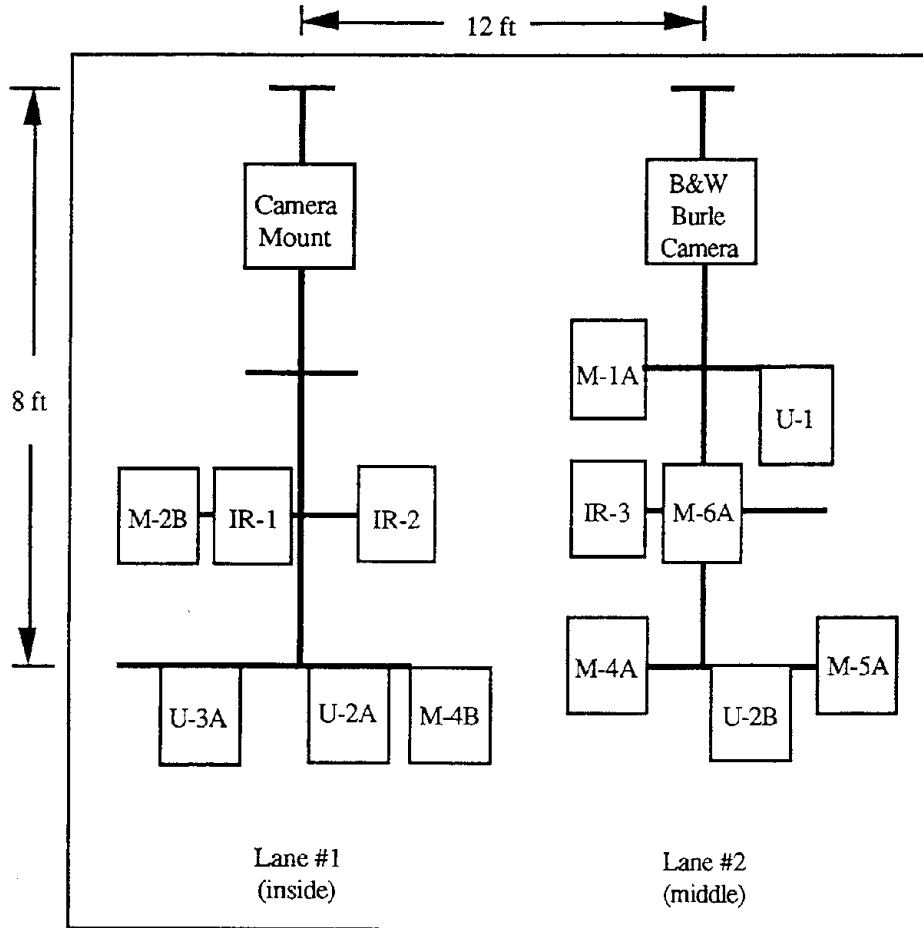 12 ft
Camera
Mount
B&W
Burle
Camera
8 ft
M-1A
U-1
M-2B
IR-1
IR-2
IR-3
M-6A
M-4A
M-5A
U-3A
U-2A
M-4B
U-2B
Lane #1
(inside)
Lane #2
(middle)